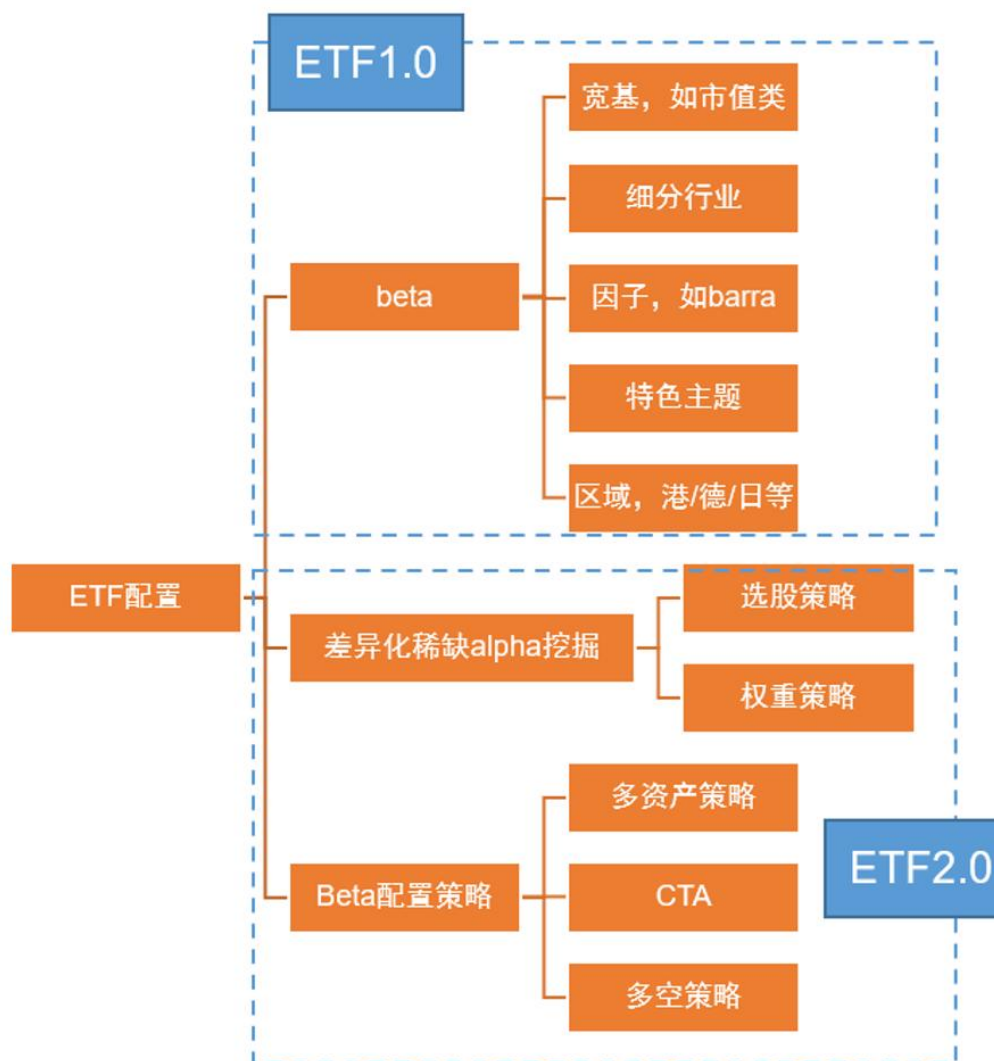 ETF1.0
宽基，如市值类
细分行业
beta
因子，如barra
特色主题
区域，港/德/日等
ETF配置
选股策略
差异化稀缺alpha挖掘
权重策略
多资产策略
ETF2.0
Beta配置策略
CTA
多空策略